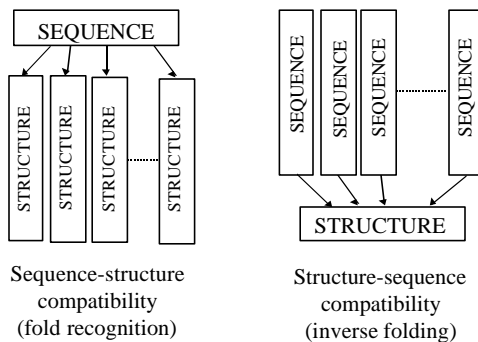 SEQUENCE
STRUCTURE
STRUCTURE
STRUCTURE
STRUCTURE
Sequence-structure
compatibility
(fold recognition)
SEQUENCE
SEQUENCE
SEQUENCE
SEQUENCE
STRUCTURE
Structure-sequence
compatibility
(inverse folding)